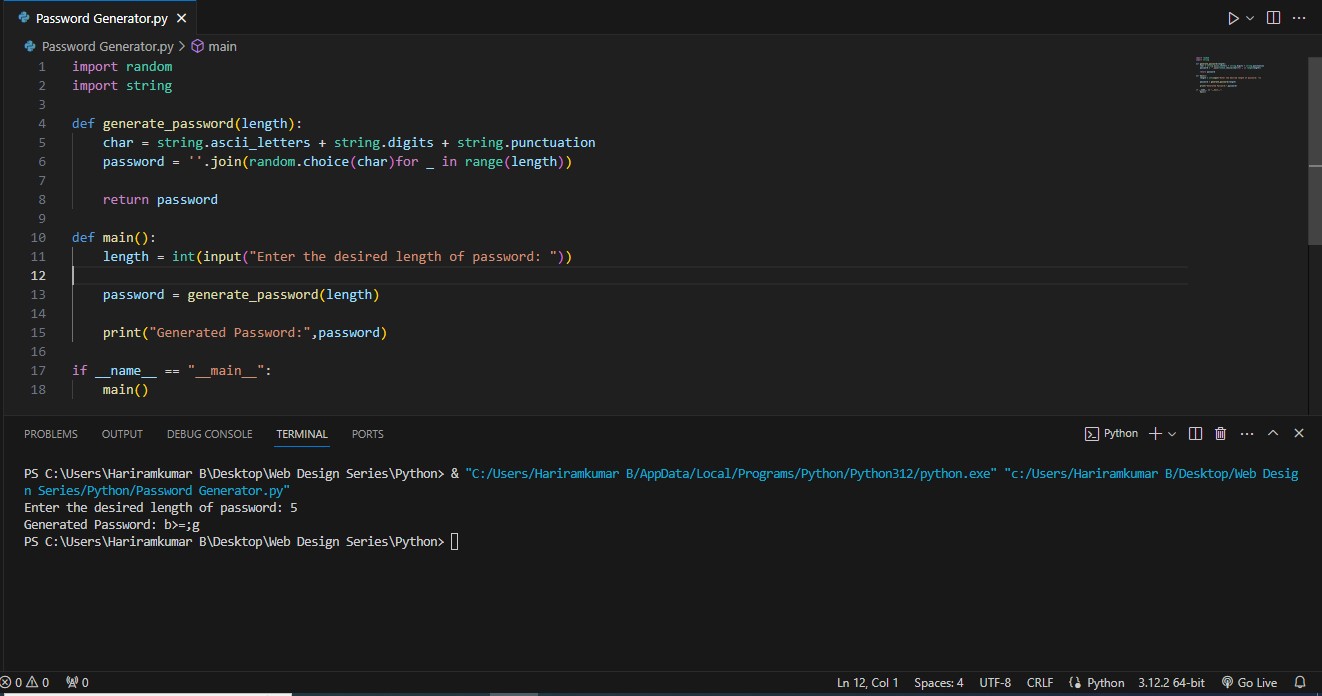 Password Generator.py
Password Generator.py > main
1 import random
2 import string
3
4 def generate_password(length):
5     char = string.ascii_letters + string.digits + string.punctuation
6     password = ''.join(random.choice(char)for _ in range(length))
7
8     return password
9
10 def main():
11     length = int(input("Enter the desired length of password: "))
12
13     password = generate_password(length)
14
15     print("Generated Password:",password)
16
17 if __name__ == "__main__":
18     main()
PROBLEMS OUTPUT DEBUG CONSOLE TERMINAL PORTS Python
PS C:\Users\Hariramkumar B\Desktop\Web Design Series\Python> & "C:/Users/Hariramkumar B/AppData/Local/Programs/Python/Python312/python.exe" "c:/Users/Hariramkumar B/Desktop/Web Desig
n Series/Python/Password Generator.py"
Enter the desired length of password: 5
Generated Password: b>=;g
PS C:\Users\Hariramkumar B\Desktop\Web Design Series\Python>
0 0 0 Ln 12, Col 1 Spaces: 4 UTF-8 CRLF Python 3.12.2 64-bit Go Live